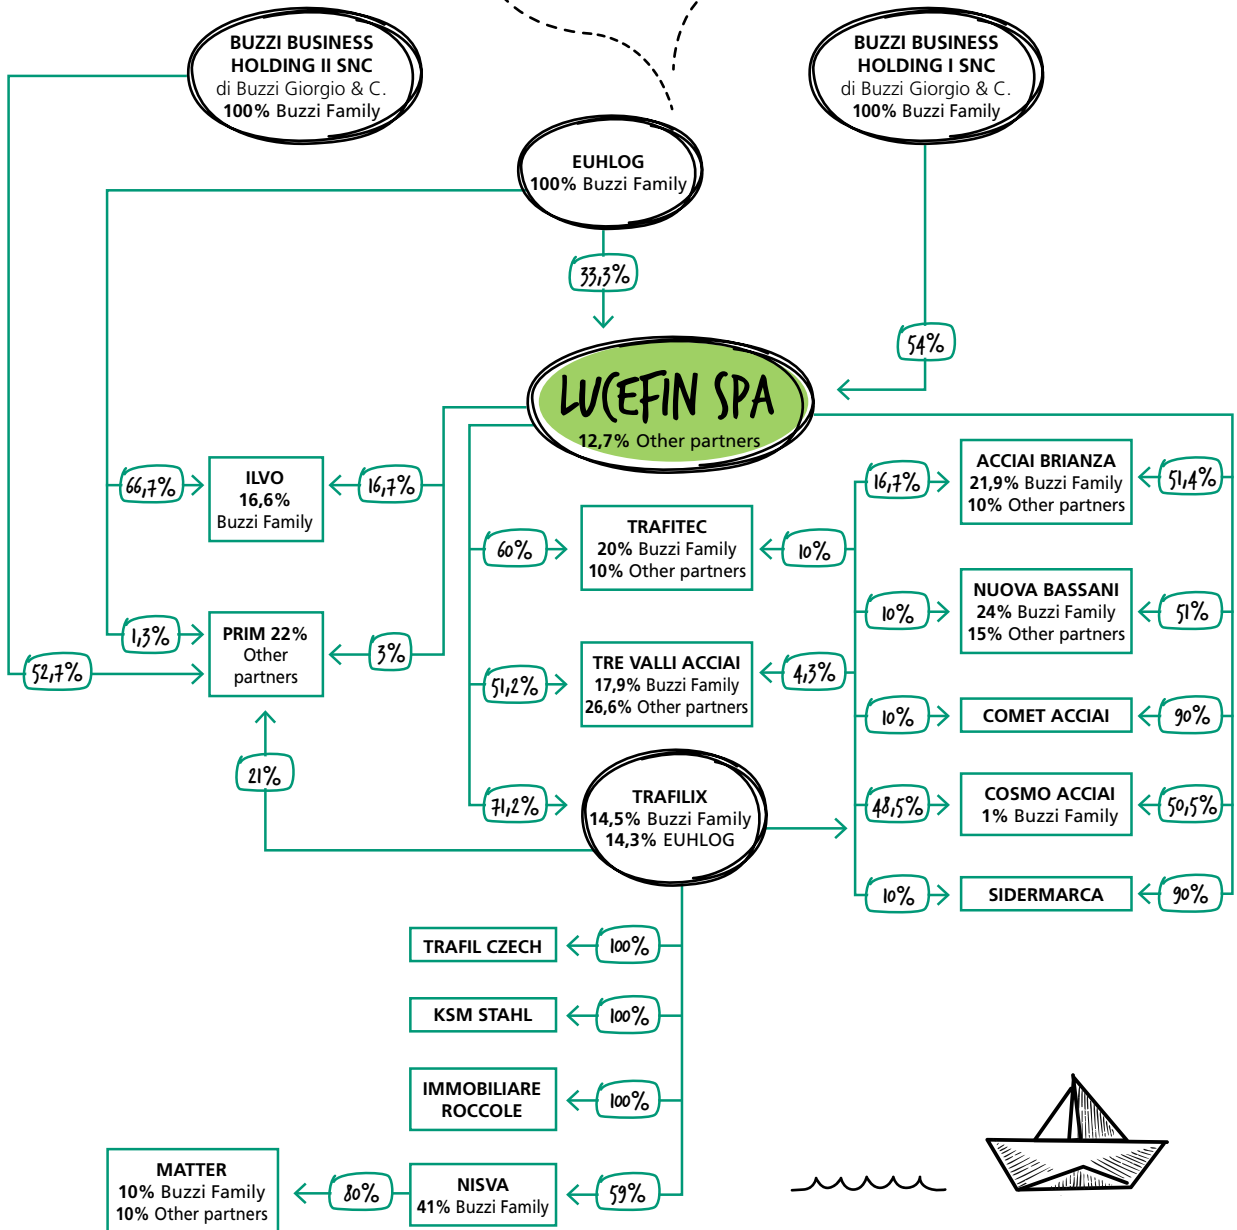 BUZZI BUSINESS
HOLDING II SNC
di Buzzi Giorgio & C.
100% Buzzi Family
BUZZI BUSINESS
HOLDING I SNC
di Buzzi Giorgio & C.
100% Buzzi Family
EUHLOG
100% Buzzi Family
33,3%
54%
LUCEFIN SPA
12,7% Other partners
66,7%
ILVO
16,6%
Buzzi Family
16,7%
1,3%
52,7%
PRIM 22%
Other
partners
3%
21%
60%
TRAFITEC
20% Buzzi Family
10% Other partners
10%
51,2%
TRE VALLI ACCIAI
17,9% Buzzi Family
26,6% Other partners
4,3%
71,2%
TRAFILIX
14,5% Buzzi Family
14,3% EUHLOG
16,7%
ACCIAI BRIANZA
21,9% Buzzi Family
10% Other partners
51,4%
10%
NUOVA BASSANI
24% Buzzi Family
15% Other partners
51%
10%
COMET ACCIAI
90%
48,5%
COSMO ACCIAI
1% Buzzi Family
50,5%
10%
SIDERMARCA
90%
TRAFIL CZECH
100%
KSM STAHL
100%
IMMOBILIARE
ROCCOLE
100%
MATTER
10% Buzzi Family
10% Other partners
80%
NISVA
41% Buzzi Family
59%